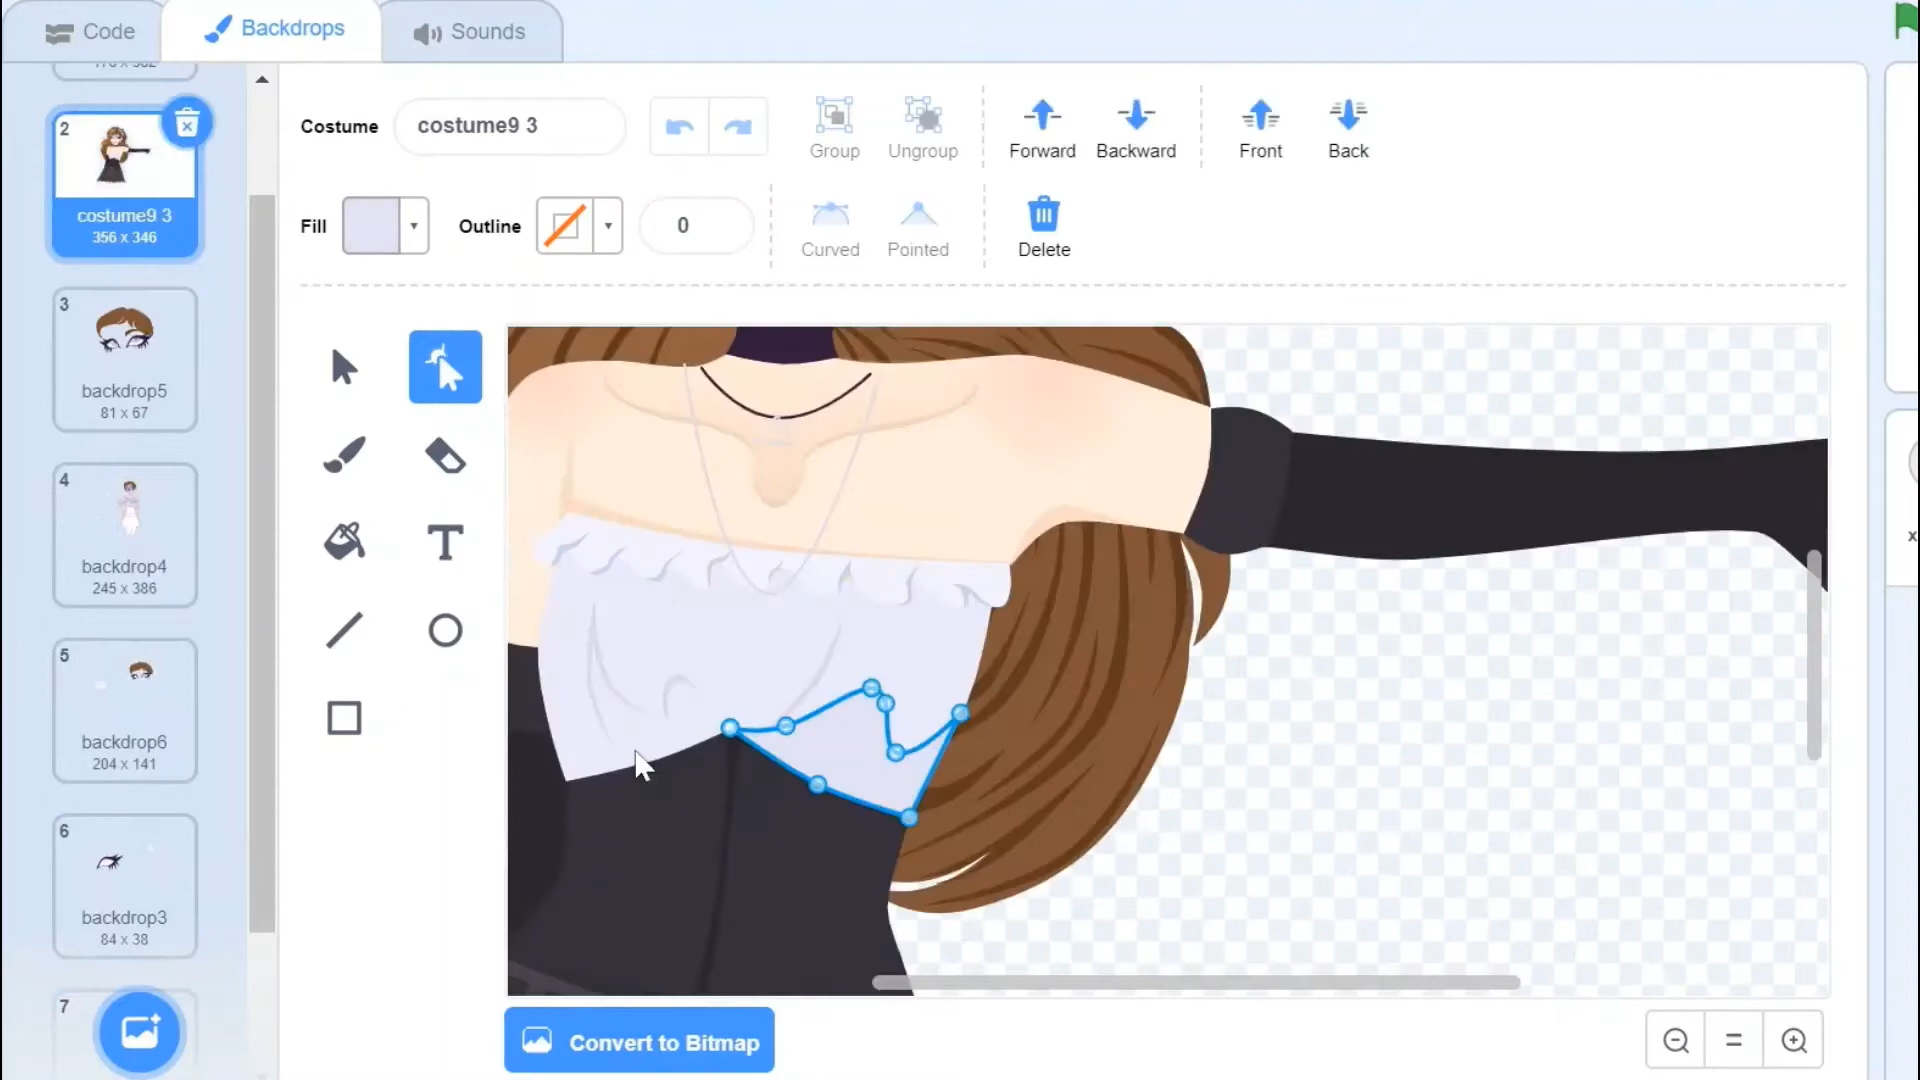 Code
Backdrops
Sounds
2
costume9 3
356 x 346
3
backdrop5
81 x 67
4
backdrop4
245 x 386
5
backdrop6
204 x 141
6
backdrop3
84 x 38
7
Costume
costume9 3
Group
Ungroup
Forward
Backward
Front
Back
Fill
Outline
0
Curved
Pointed
Delete
T
Convert to Bitmap
=
x